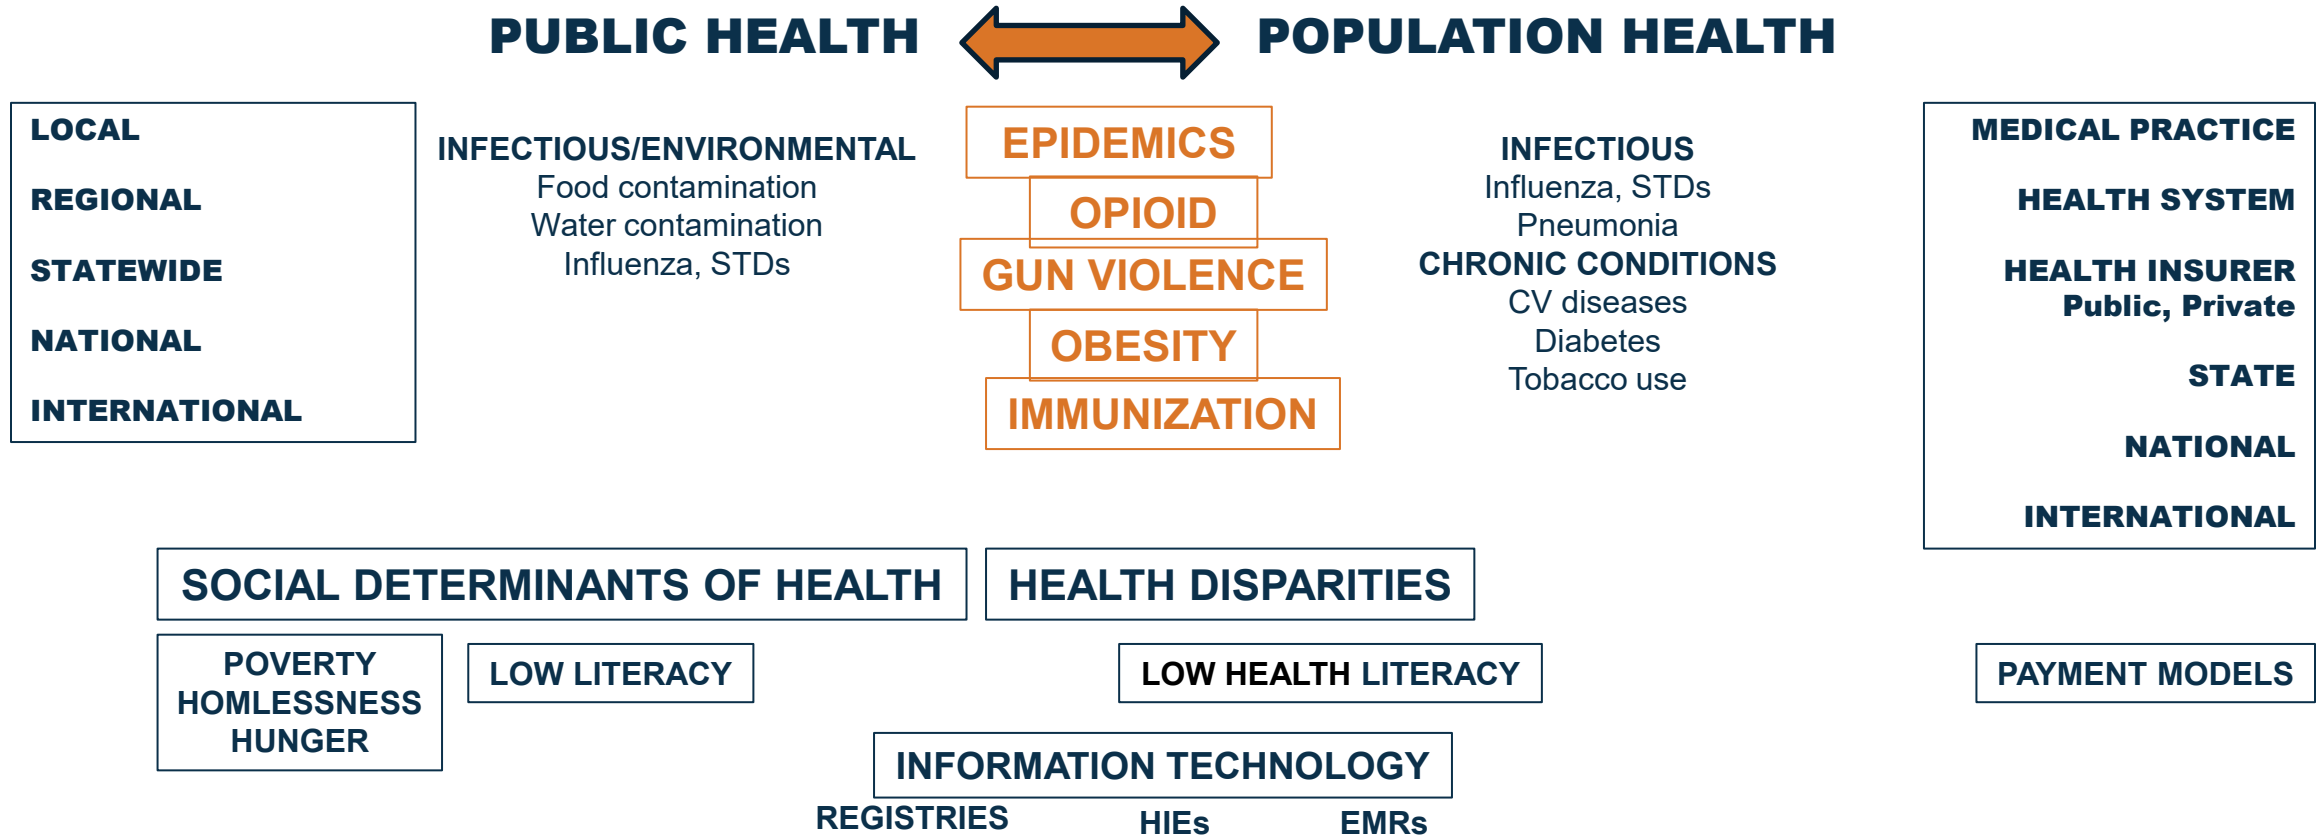 PUBLIC HEALTH
POPULATION HEALTH
LOCAL
REGIONAL
STATEWIDE
NATIONAL
INTERNATIONAL
INFECTIOUS/ENVIRONMENTAL
Food contamination
Water contamination
Influenza, STDs
EPIDEMICS
OPIOID
GUN VIOLENCE
OBESITY
IMMUNIZATION
INFECTIOUS
Influenza, STDs
Pneumonia
CHRONIC CONDITIONS
CV diseases
Diabetes
Tobacco use
MEDICAL PRACTICE
HEALTH SYSTEM
HEALTH INSURER
Public, Private
STATE
NATIONAL
INTERNATIONAL
SOCIAL DETERMINANTS OF HEALTH
HEALTH DISPARITIES
POVERTY
HOMLESSNESS
HUNGER
LOW LITERACY
LOW HEALTH LITERACY
PAYMENT MODELS
INFORMATION TECHNOLOGY
REGISTRIES
HIEs
EMRs